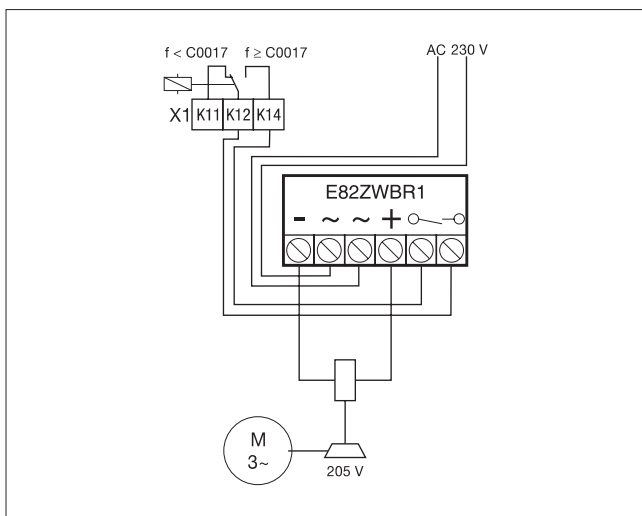 f < C0017 f ≥ C0017 AC 230 V
X1 K11 K12 K14
E82ZWBR1
- ~ ~ +
M
3~
205 V